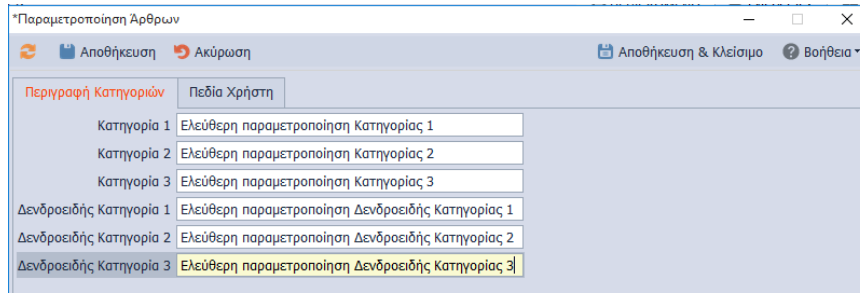 *Παραμετροποίηση Άρθρων
Αποθήκευση Ακύρωση Αποθήκευση & Κλείσιμο Βοήθεια
Περιγραφή Κατηγοριών Πεδία Χρήστη
Κατηγορία 1 Ελεύθερη παραμετροποίηση Κατηγορίας 1
Κατηγορία 2 Ελεύθερη παραμετροποίηση Κατηγορίας 2
Κατηγορία 3 Ελεύθερη παραμετροποίηση Κατηγορίας 3
Δενδροειδής Κατηγορία 1 Ελεύθερη παραμετροποίηση Δενδροειδής Κατηγορίας 1
Δενδροειδής Κατηγορία 2 Ελεύθερη παραμετροποίηση Δενδροειδής Κατηγορίας 2
Δενδροειδής Κατηγορία 3 Ελεύθερη παραμετροποίηση Δενδροειδής Κατηγορίας 3